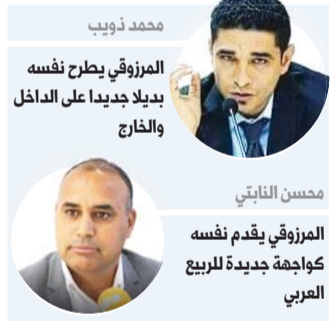 محمد ذويب
المرزوقي يطرح نفسه
بديلا جديدا على الداخل
والخارج
محسن النابتي
المرزوقي يقدم نفسه
كواجهة جديدة للربيع
العربي